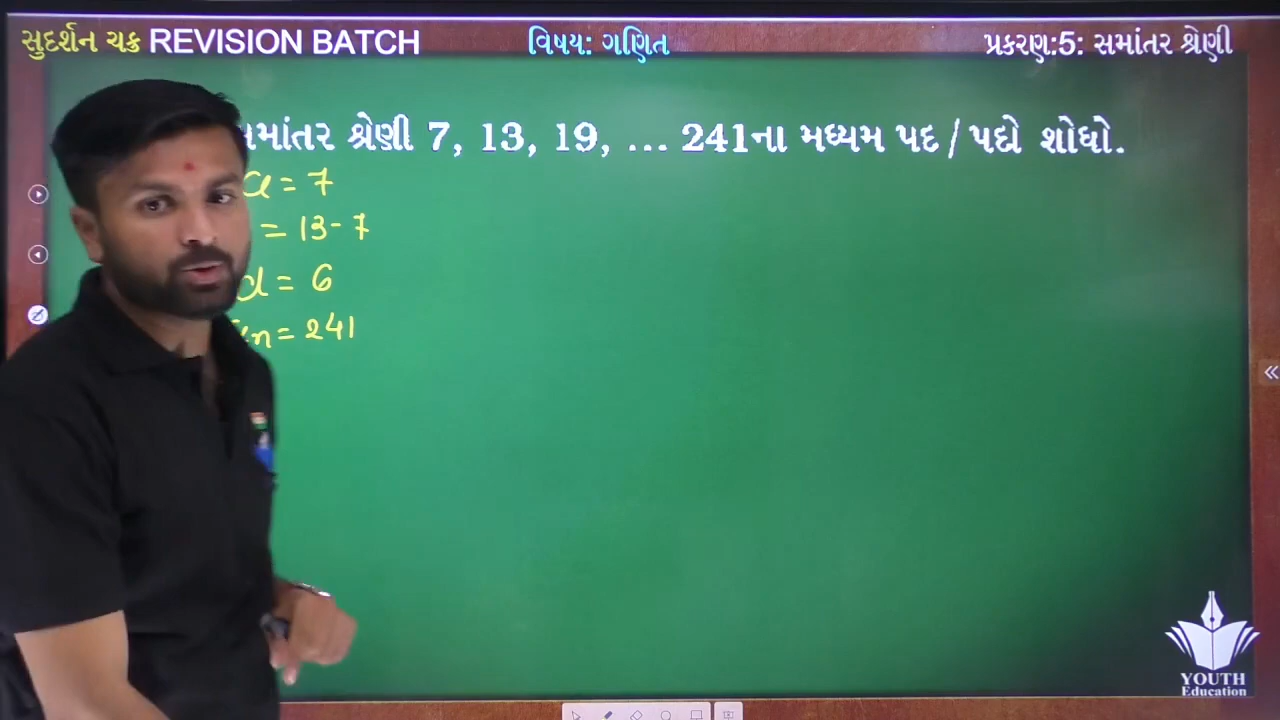 સુદર્શન ચક્ર REVISION BATCH
વિષય: ગણિત
પ્રકરણ:5: સમાંતર શ્રેણી
સમાંતર શ્રેણી 7, 13, 19, ... 241ના મધ્યમ પદ / પદો શોધો.
a = 7
= 13 - 7
d = 6
n = 241
YOUTH
Education